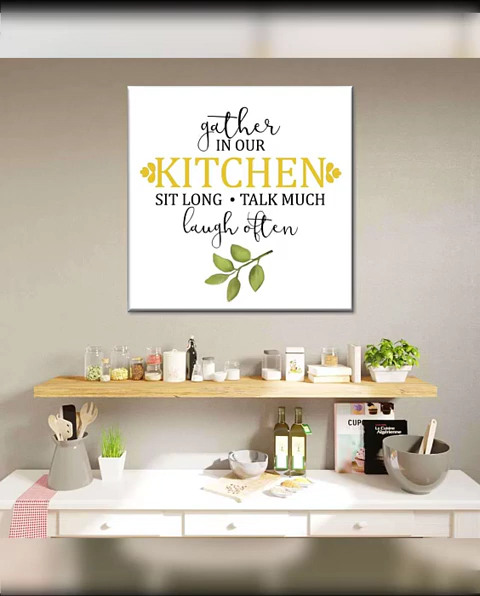 gather
IN OUR
KITCHEN
SIT LONG • TALK MUCH
laugh often
CUPC
La Cuisine
Algérienne